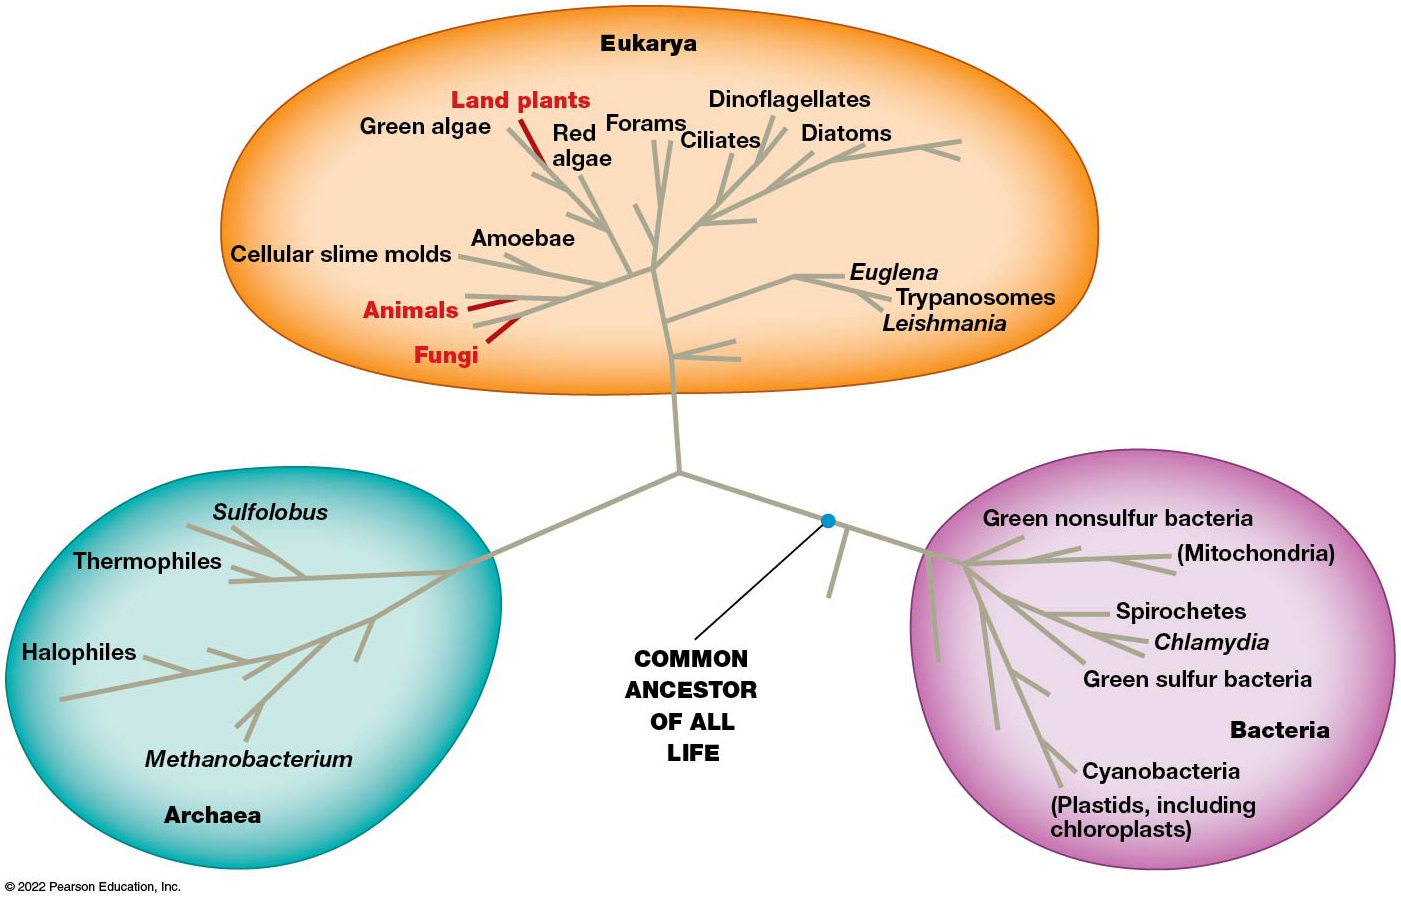 Eukarya
Land plants
Green algae
Red
algae
Forams
Ciliates
Dinoflagellates
Diatoms
Cellular slime molds
Amoebae
Animals
Fungi
Euglena
Trypanosomes
Leishmania
Sulfolobus
Thermophiles
Halophiles
Methanobacterium
Archaea
COMMON
ANCESTOR
OF ALL
LIFE
Green nonsulfur bacteria
(Mitochondria)
Spirochetes
Chlamydia
Green sulfur bacteria
Bacteria
Cyanobacteria
(Plastids, including
chloroplasts)
© 2022 Pearson Education, Inc.